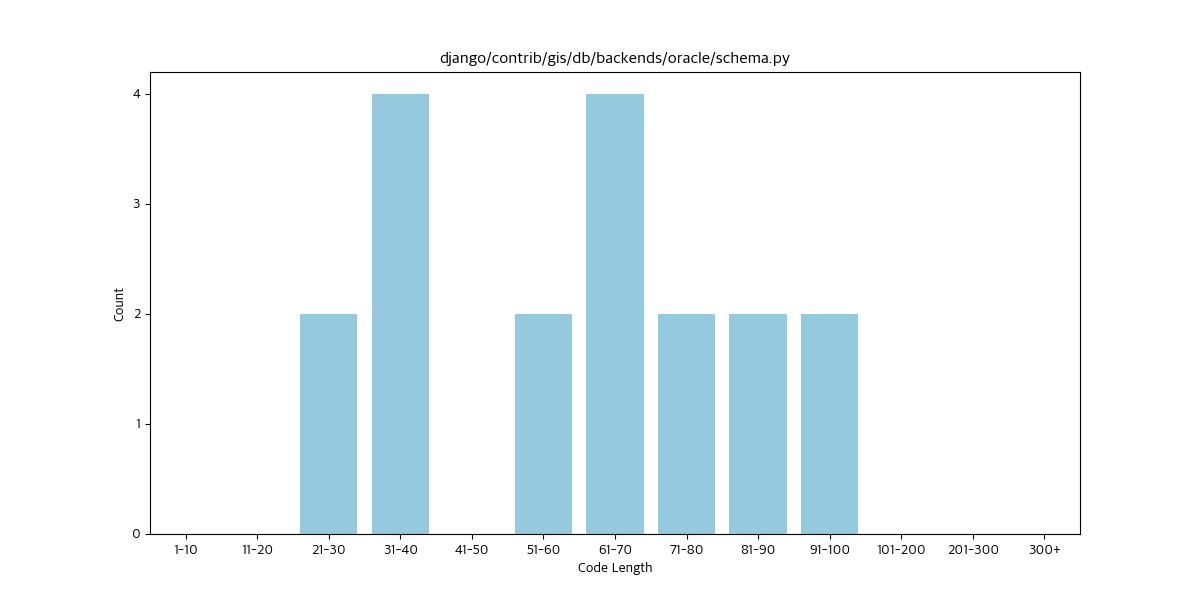 django/contrib/gis/db/backends/oracle/schema.py
Count
4
3
2
1
0
1-10 11-20 21-30 31-40 41-50 51-60 61-70 71-80 81-90 91-100 101-200 201-300 300+
Code Length